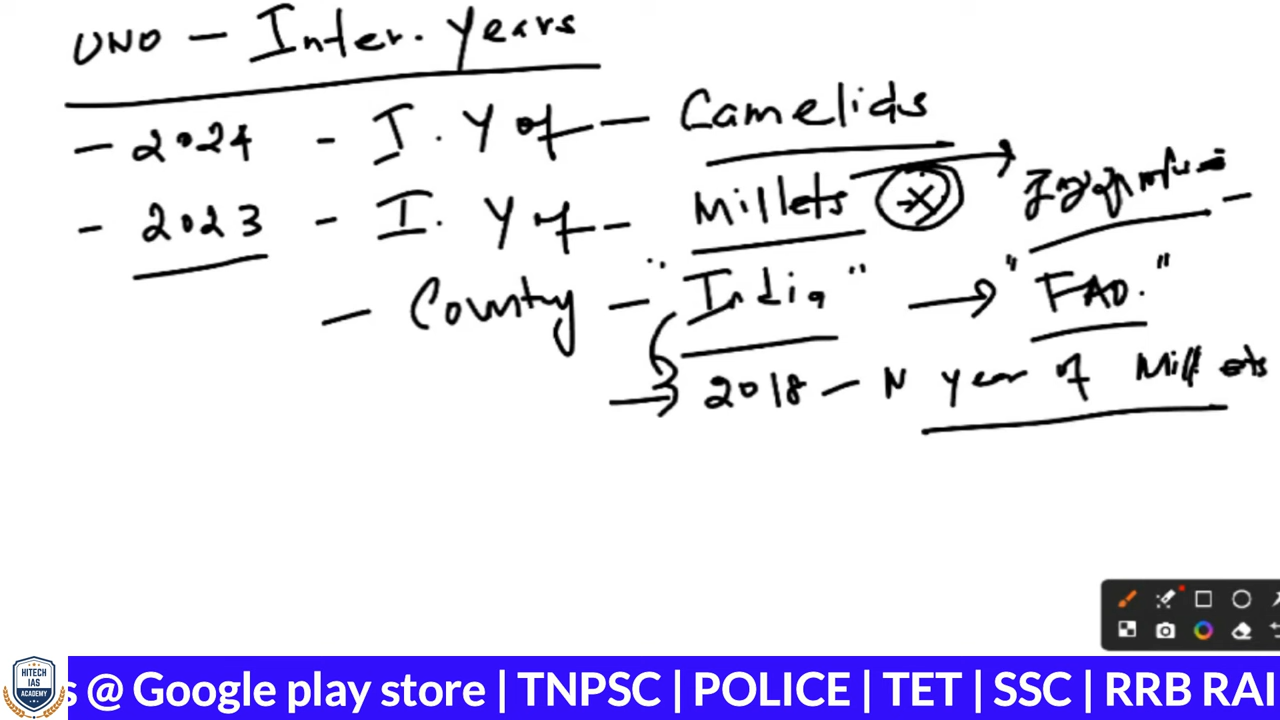 UNO - Inter. Years
- 2024 - I. Y of - Camelids
- 2023 - I. Y of - Millets
- Country - "India" → "FAO."
→ 2018 - N year of Millets
HITECH IAS ACADEMY
s @ Google play store | TNPSC | POLICE | TET | SSC | RRB RAI